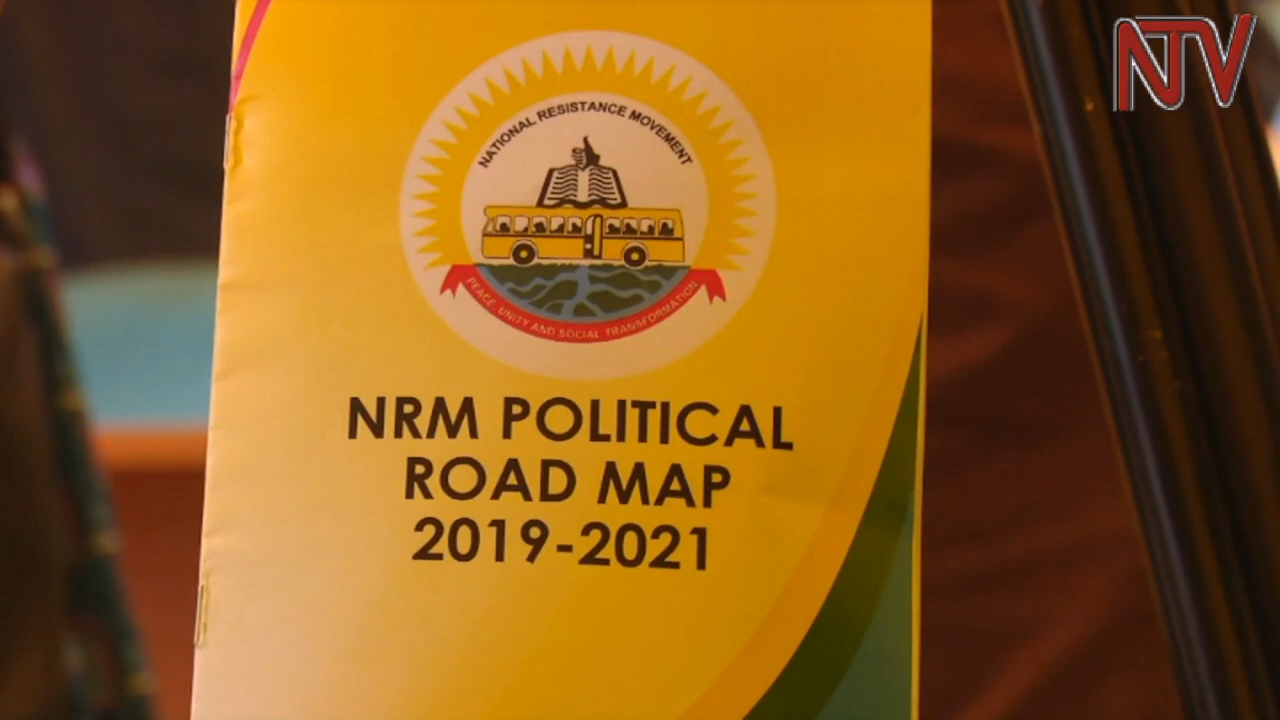 NTV
NATIONAL RESISTANCE MOVEMENT
PEACE, UNITY AND SOCIAL TRANSFORMATION
NRM POLITICAL
ROAD MAP
2019-2021